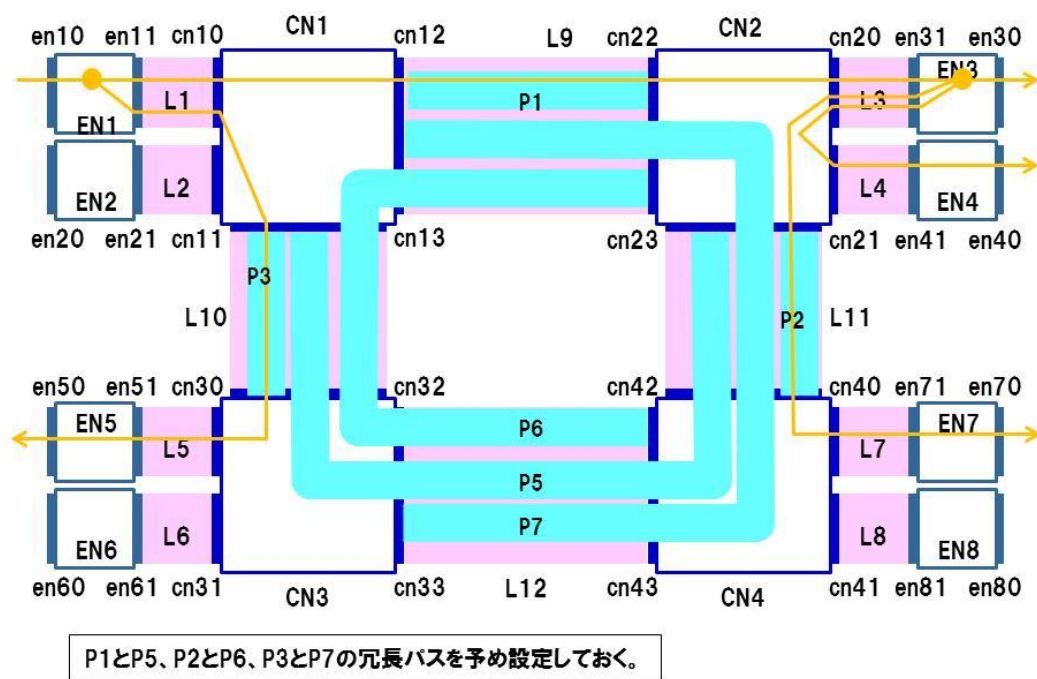 en10 en11 cn10 CN1 cn12 L9 cn22 CN2 cn20 en31 en30
EN3
L1 P1 L3
EN1
L2 L4
EN2 EN4
en20 en21 cn11 cn13 cn23 cn21 en41 en40
P3
L10 P2 L11
en50 en51 cn30 cn32 cn42 cn40 en71 en70
EN5 EN7
L5 P6 L7
P5
L6 P7 L8
EN6 EN8
en60 en61 cn31 CN3 cn33 L12 cn43 CN4 cn41 en81 en80
P1とP5、P2とP6、P3とP7の冗長パスを予め設定しておく。